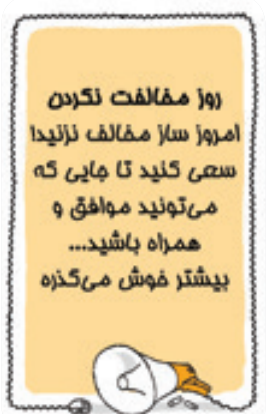 روز مخالفت نکردن
امروز ساز مخالف نزنید!
سعی کنید تا جایی که
می‌تونید موافق و
همراه باشید...
بیشتر خوش می‌گذره